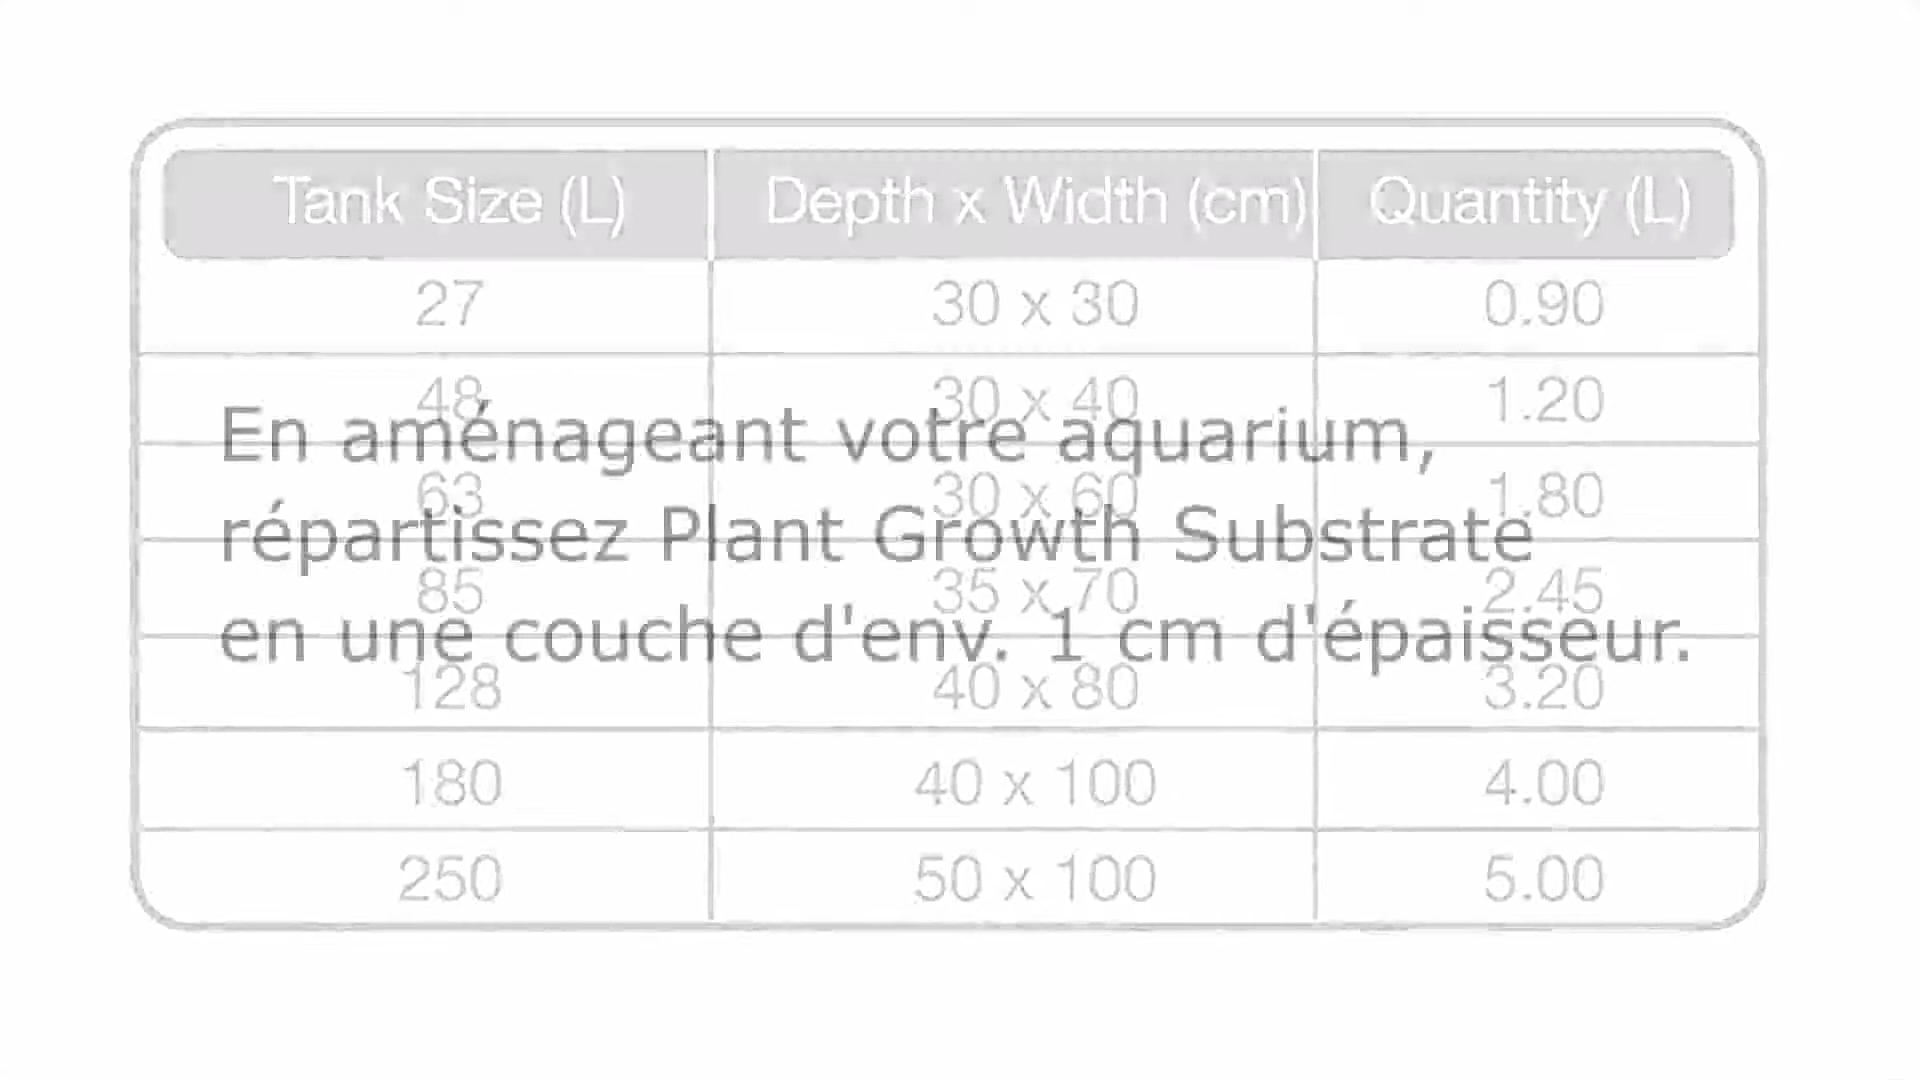 Tank Size (L) Depth x Width (cm) Quantity (L)
27 30 x 30 0.90
48 30 x 40 1.20
En aménageant votre aquarium,
63 30 x 60 1.80
répartissez Plant Growth Substrate
85 35 x 70 2.45
en une couche d'env. 1 cm d'épaisseur.
128 40 x 80 3.20
180 40 x 100 4.00
250 50 x 100 5.00